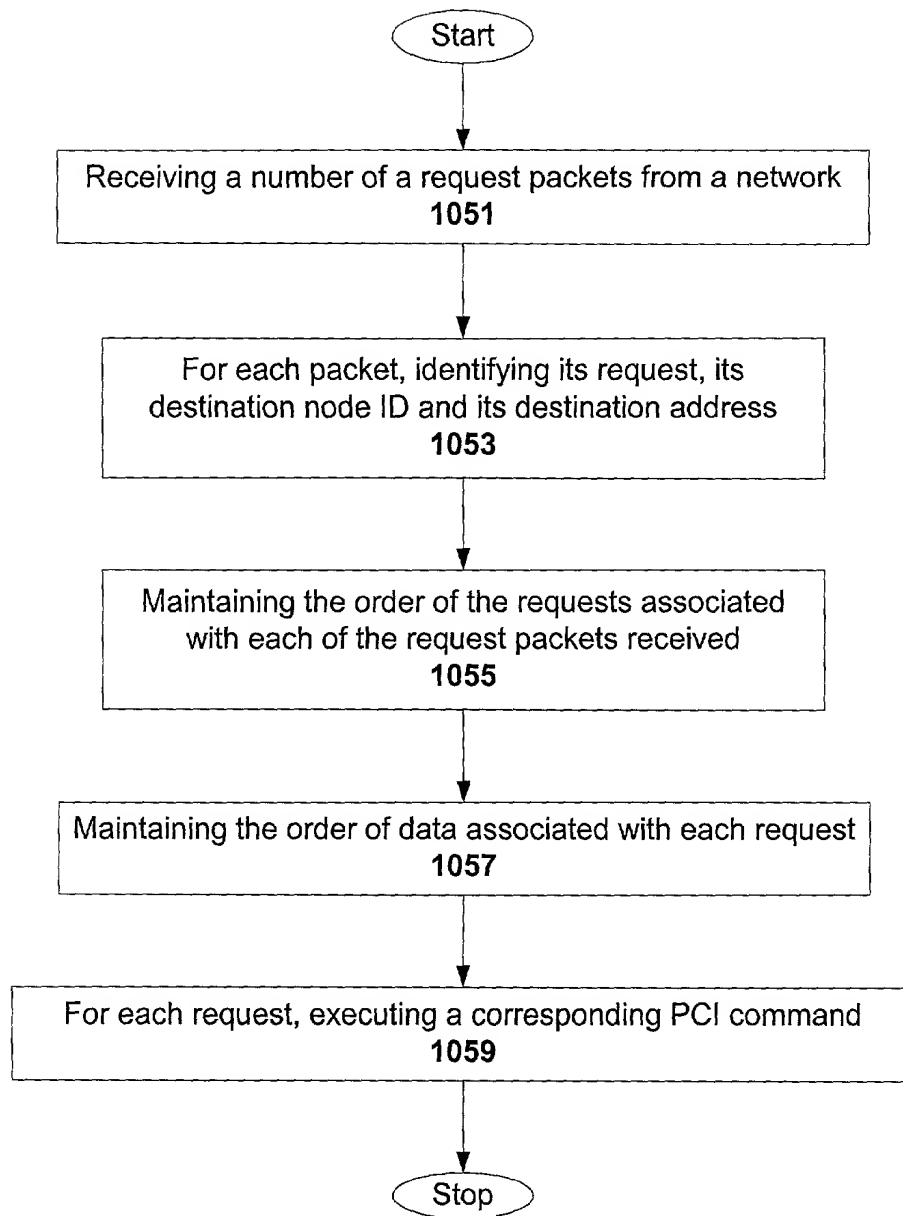 Start
Receiving a number of a request packets from a network
1051
For each packet, identifying its request, its
destination node ID and its destination address
1053
Maintaining the order of the requests associated
with each of the request packets received
1055
Maintaining the order of data associated with each request
1057
For each request, executing a corresponding PCI command
1059
Stop